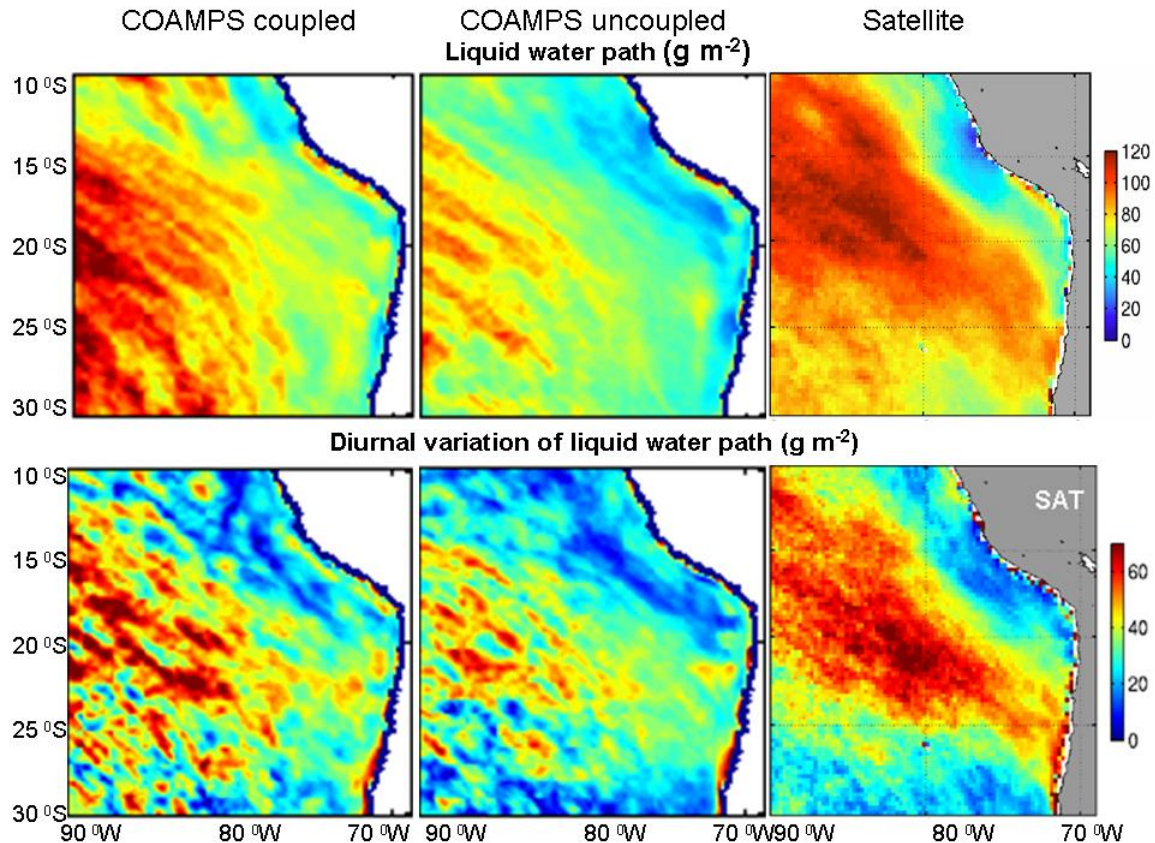 COAMPS coupled COAMPS uncoupled Satellite
Liquid water path (g m-2)
10 ⁰S
15 ⁰S
20 ⁰S
25 ⁰S
30 ⁰S
120
100
80
60
40
20
0
Diurnal variation of liquid water path (g m-2)
10 ⁰S
15 ⁰S
20 ⁰S
25 ⁰S
30 ⁰S
SAT
60
40
20
0
90 ⁰W 80 ⁰W 70 ⁰W 90 ⁰W 80 ⁰W 70 ⁰W 90 ⁰W 80 ⁰W 70 ⁰W